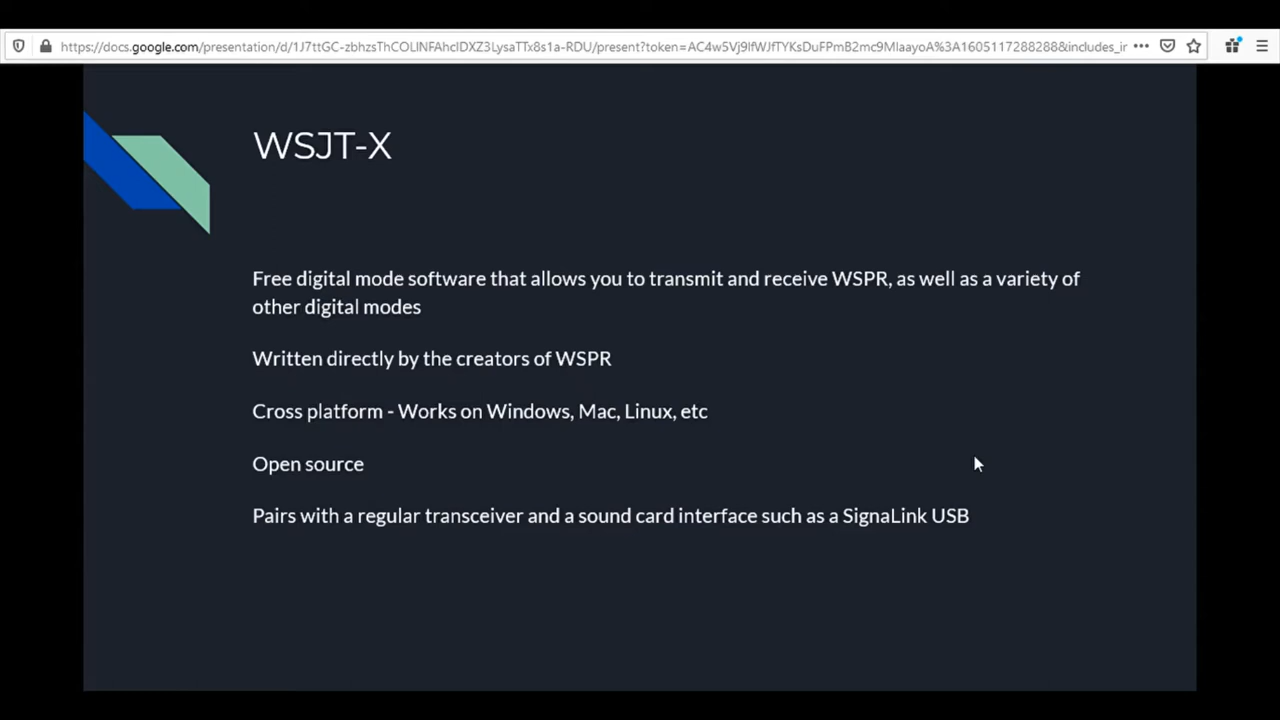 https://docs.google.com/presentation/d/1J7ttGC-zbhzsThCOLINFAhcIDXZ3LysaTTx8s1a-RDU/present?token=AC4w5Vj9IfWJfTYKsDuFPmB2mc9MIaayoA%3A1605117288288&includes_ir
WSJT-X
Free digital mode software that allows you to transmit and receive WSPR, as well as a variety of
other digital modes
Written directly by the creators of WSPR
Cross platform - Works on Windows, Mac, Linux, etc
Open source
Pairs with a regular transceiver and a sound card interface such as a SignaLink USB